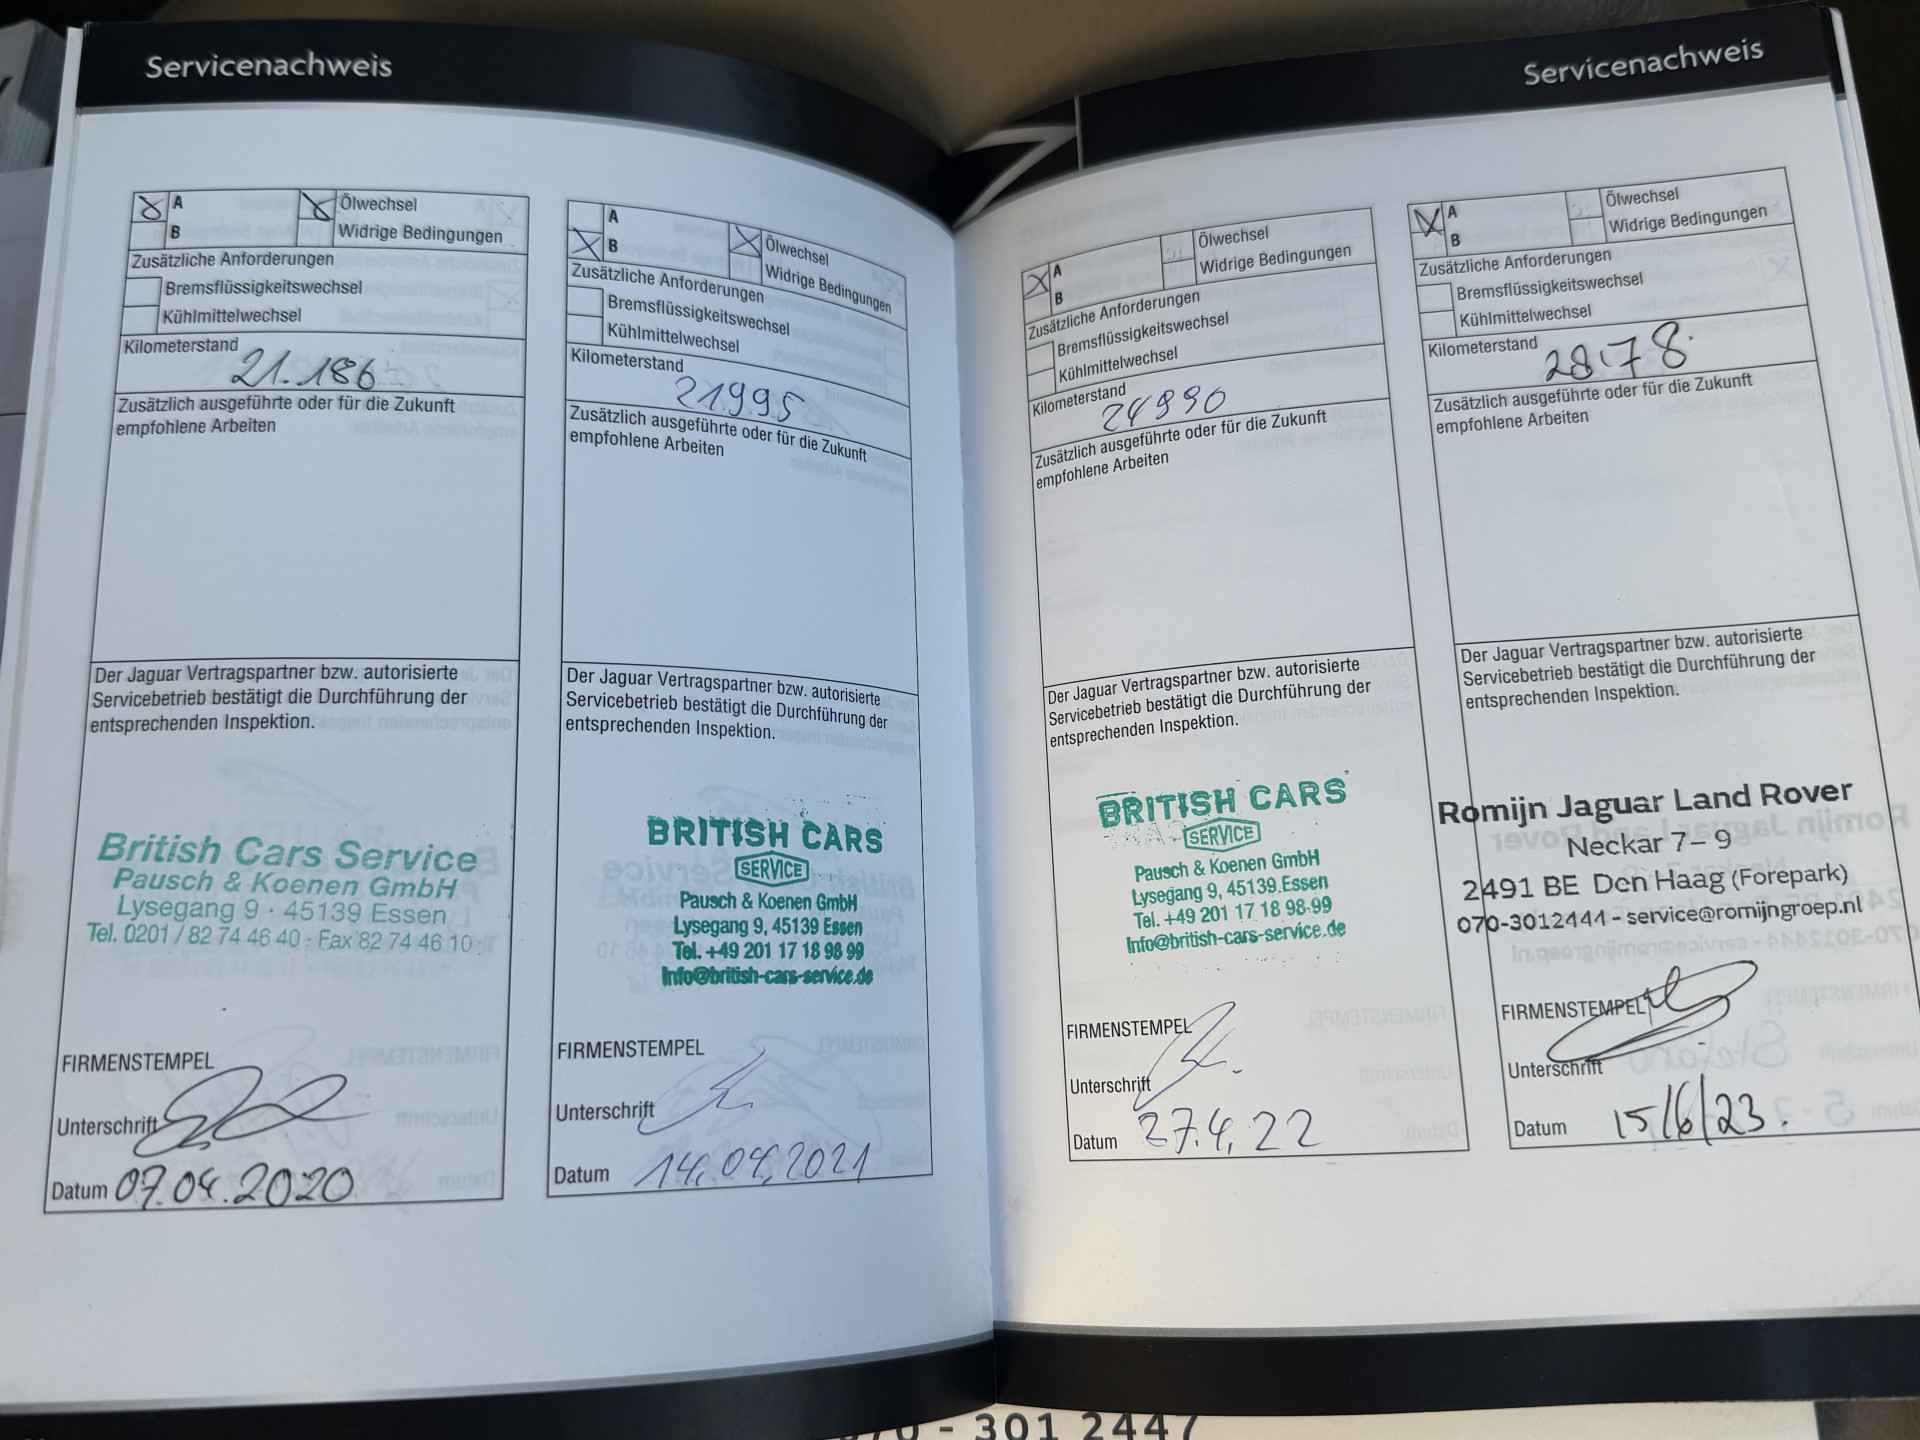 Servicenachweis
A
Ölwechsel
B
Widrige Bedingungen
Zusätzliche Anforderungen
Bremsflüssigkeitswechsel
Kühlmittelwechsel
Kilometerstand
21.186
Zusätzlich ausgeführte oder für die Zukunft
empfohlene Arbeiten
Der Jaguar Vertragspartner bzw. autorisierte
Servicebetrieb bestätigt die Durchführung der
entsprechenden Inspektion.
British Cars Service
Pausch & Koenen GmbH
Lysegang 9 · 45139 Essen
Tel. 0201 / 82 74 46 40 · Fax 82 74 46 10
FIRMENSTEMPEL
Unterschrift
Datum 07.04.2020
A
Ölwechsel
B
Widrige Bedingungen
Zusätzliche Anforderungen
Bremsflüssigkeitswechsel
Kühlmittelwechsel
Kilometerstand
21995
Zusätzlich ausgeführte oder für die Zukunft
empfohlene Arbeiten
Der Jaguar Vertragspartner bzw. autorisierte
Servicebetrieb bestätigt die Durchführung der
entsprechenden Inspektion.
BRITISH CARS
SERVICE
Pausch & Koenen GmbH
Lysegang 9, 45139 Essen
Tel. +49 201 17 18 98 99
Info@british-cars-service.de
FIRMENSTEMPEL
Unterschrift
Datum 14.04.2021
Servicenachweis
A
Ölwechsel
B
Widrige Bedingungen
Zusätzliche Anforderungen
Bremsflüssigkeitswechsel
Kühlmittelwechsel
Kilometerstand
24990
Zusätzlich ausgeführte oder für die Zukunft
empfohlene Arbeiten
Der Jaguar Vertragspartner bzw. autorisierte
Servicebetrieb bestätigt die Durchführung der
entsprechenden Inspektion.
BRITISH CARS
SERVICE
Pausch & Koenen GmbH
Lysegang 9, 45139 Essen
Tel. +49 201 17 18 98 99
Info@british-cars-service.de
FIRMENSTEMPEL
Unterschrift
Datum 27.4.22
A
Ölwechsel
B
Widrige Bedingungen
Zusätzliche Anforderungen
Bremsflüssigkeitswechsel
Kühlmittelwechsel
Kilometerstand
Zusätzlich ausgeführte oder für die Zukunft
empfohlene Arbeiten
Der Jaguar Vertragspartner bzw. autorisierte
Servicebetrieb bestätigt die Durchführung der
entsprechenden Inspektion.
Romijn Jaguar Land Rover
Neckar 7 – 9
2491 BE Den Haag (Forepark)
070-3012444 - service@romijngroep.nl
FIRMENSTEMPEL
Unterschrift
Datum 15/6/23.
- 301 2447